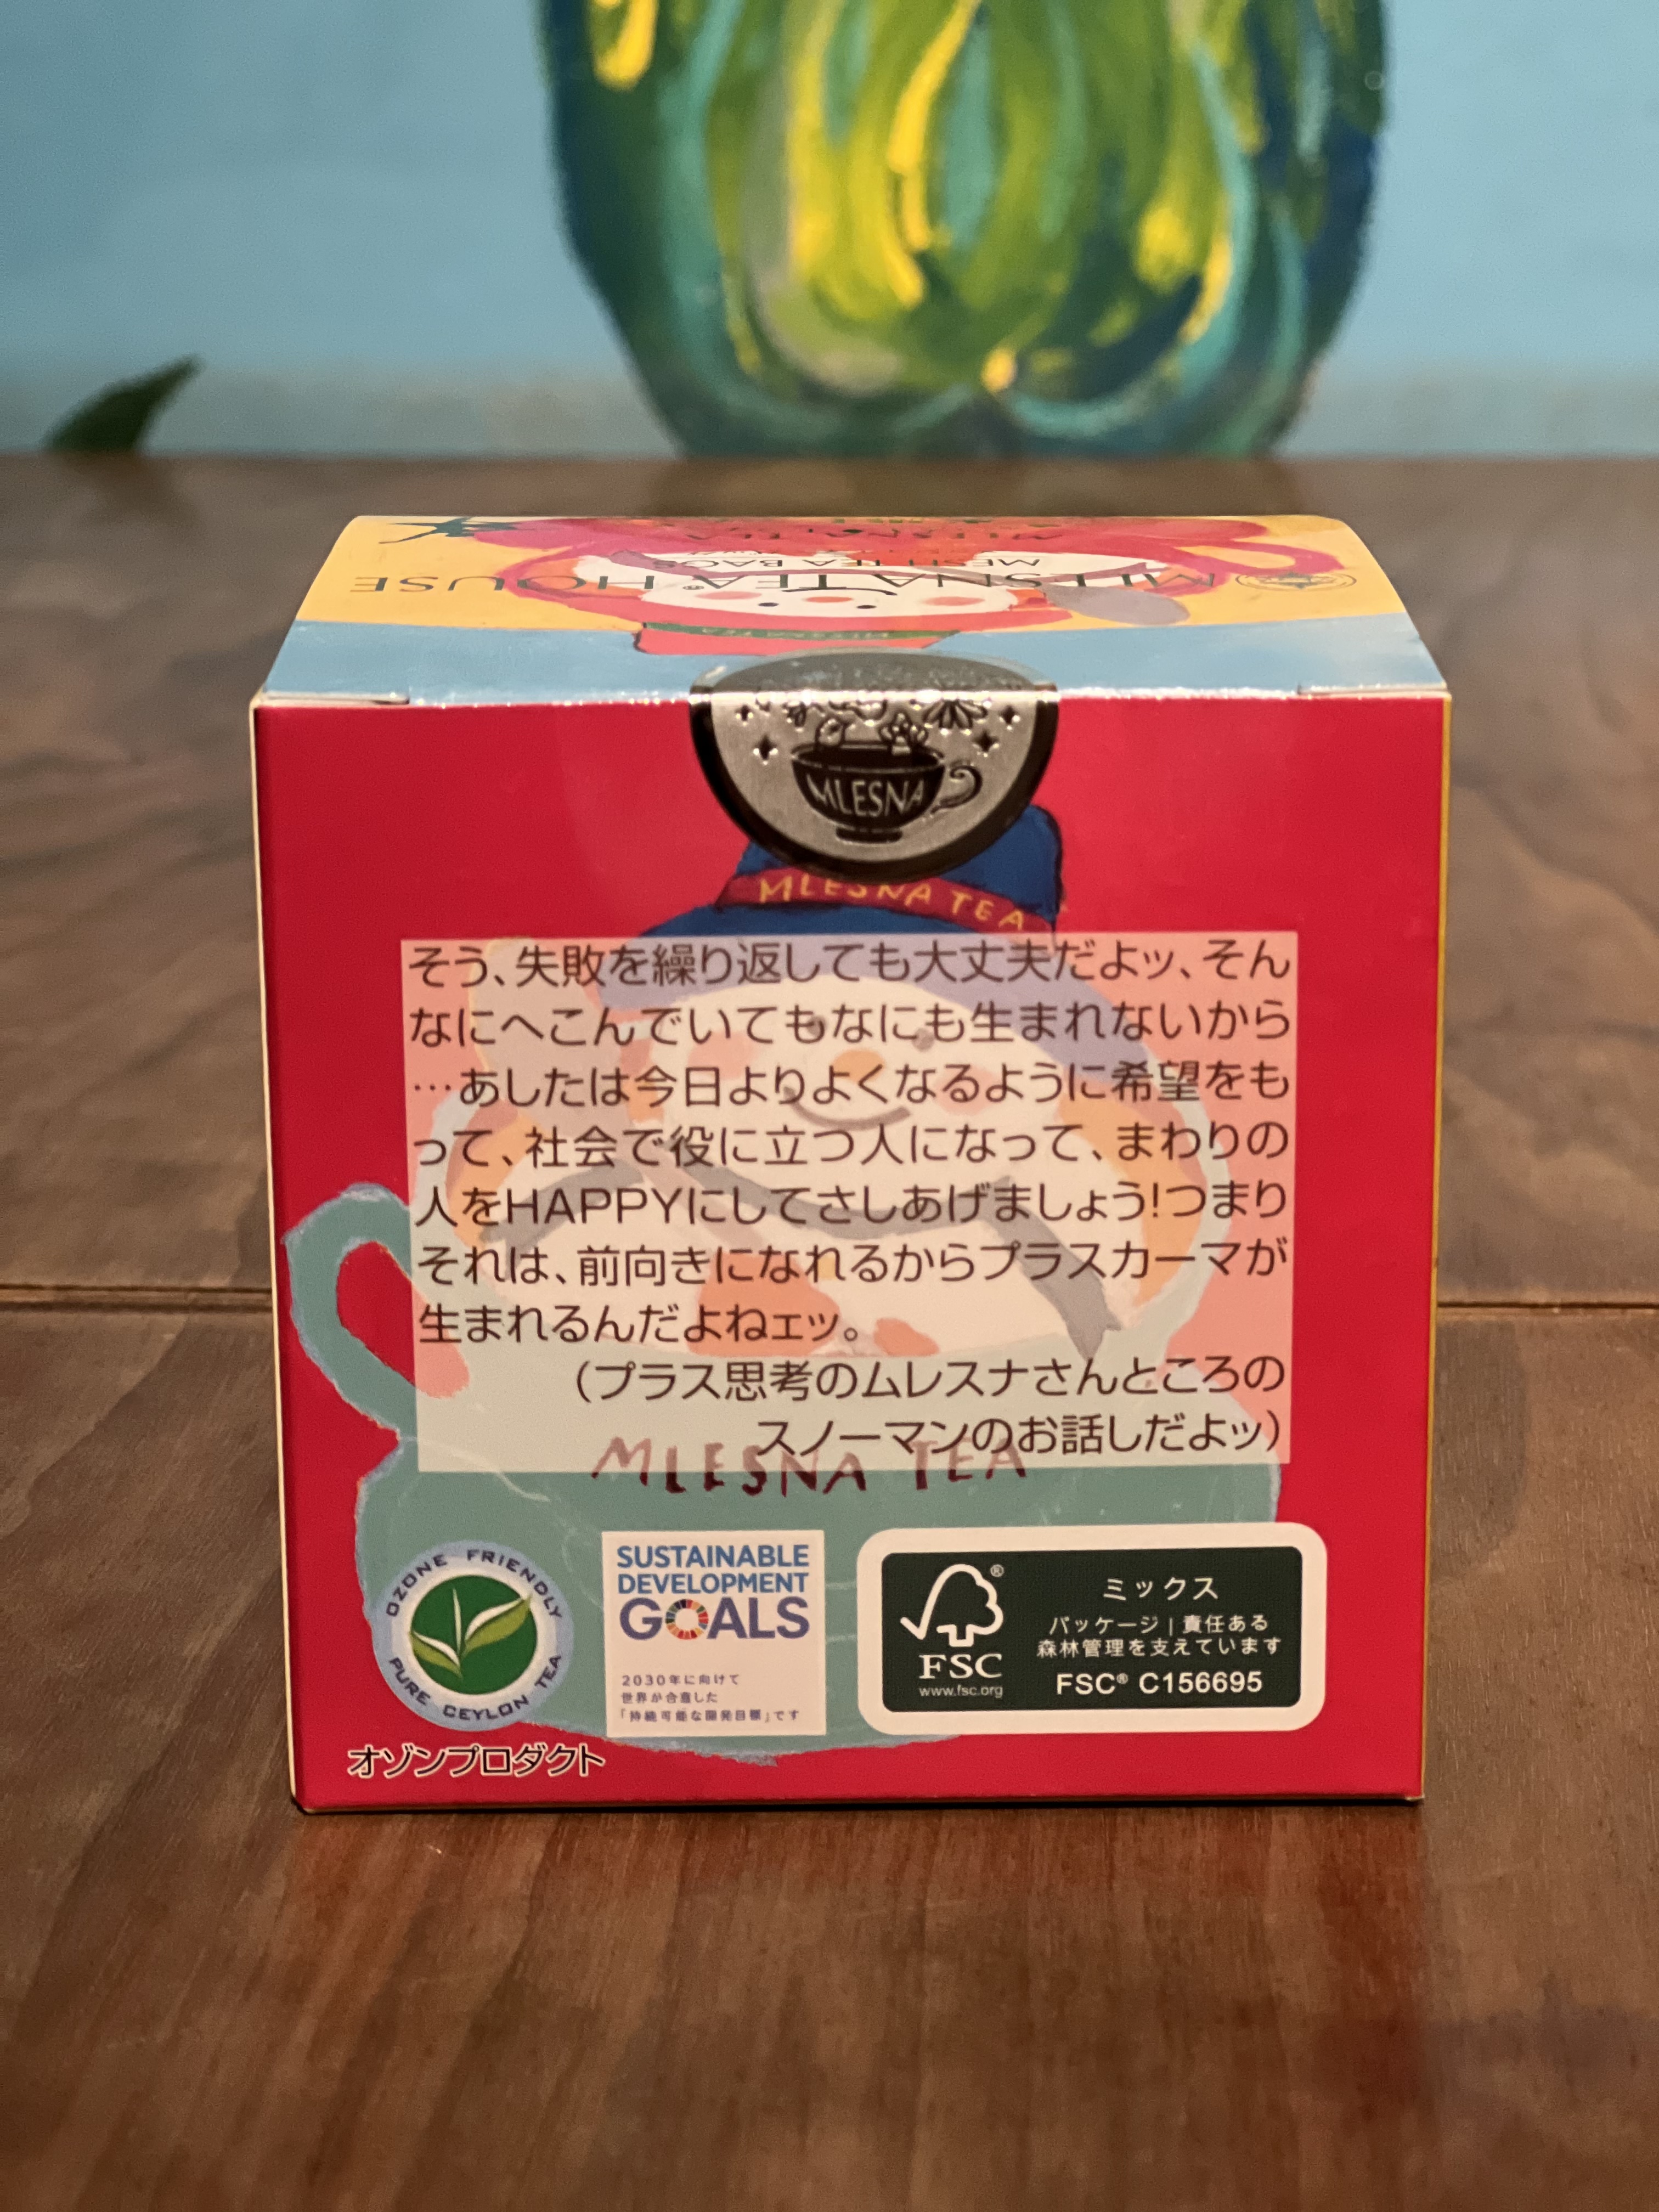 MLESNA TEA
MESH TEA BAGS
MLESNA TEA® HOUSE
MLESNA
MLESNA TEA
そう、失敗を繰り返しても大丈夫だよッ、そん
なにへこんでいてもなにも生まれないから
…あしたは今日よりよくなるように希望をも
って、社会で役に立つ人になって、まわりの
人をHAPPYにしてさしあげましょう!つまり
それは、前向きになれるからプラスカーマが
生まれるんだよねェッ。
(プラス思考のムレスナさんところの
スノーマンのお話しだよッ)
MLESNA TEA
OZONE FRIENDLY
PURE CEYLON TEA
オゾンプロダクト
SUSTAINABLE
DEVELOPMENT
GOALS
2030年に向けて
世界が合意した
「持続可能な開発目標」です
FSC
www.fsc.org
ミックス
パッケージ | 責任ある
森林管理を支えています
FSC® C156695